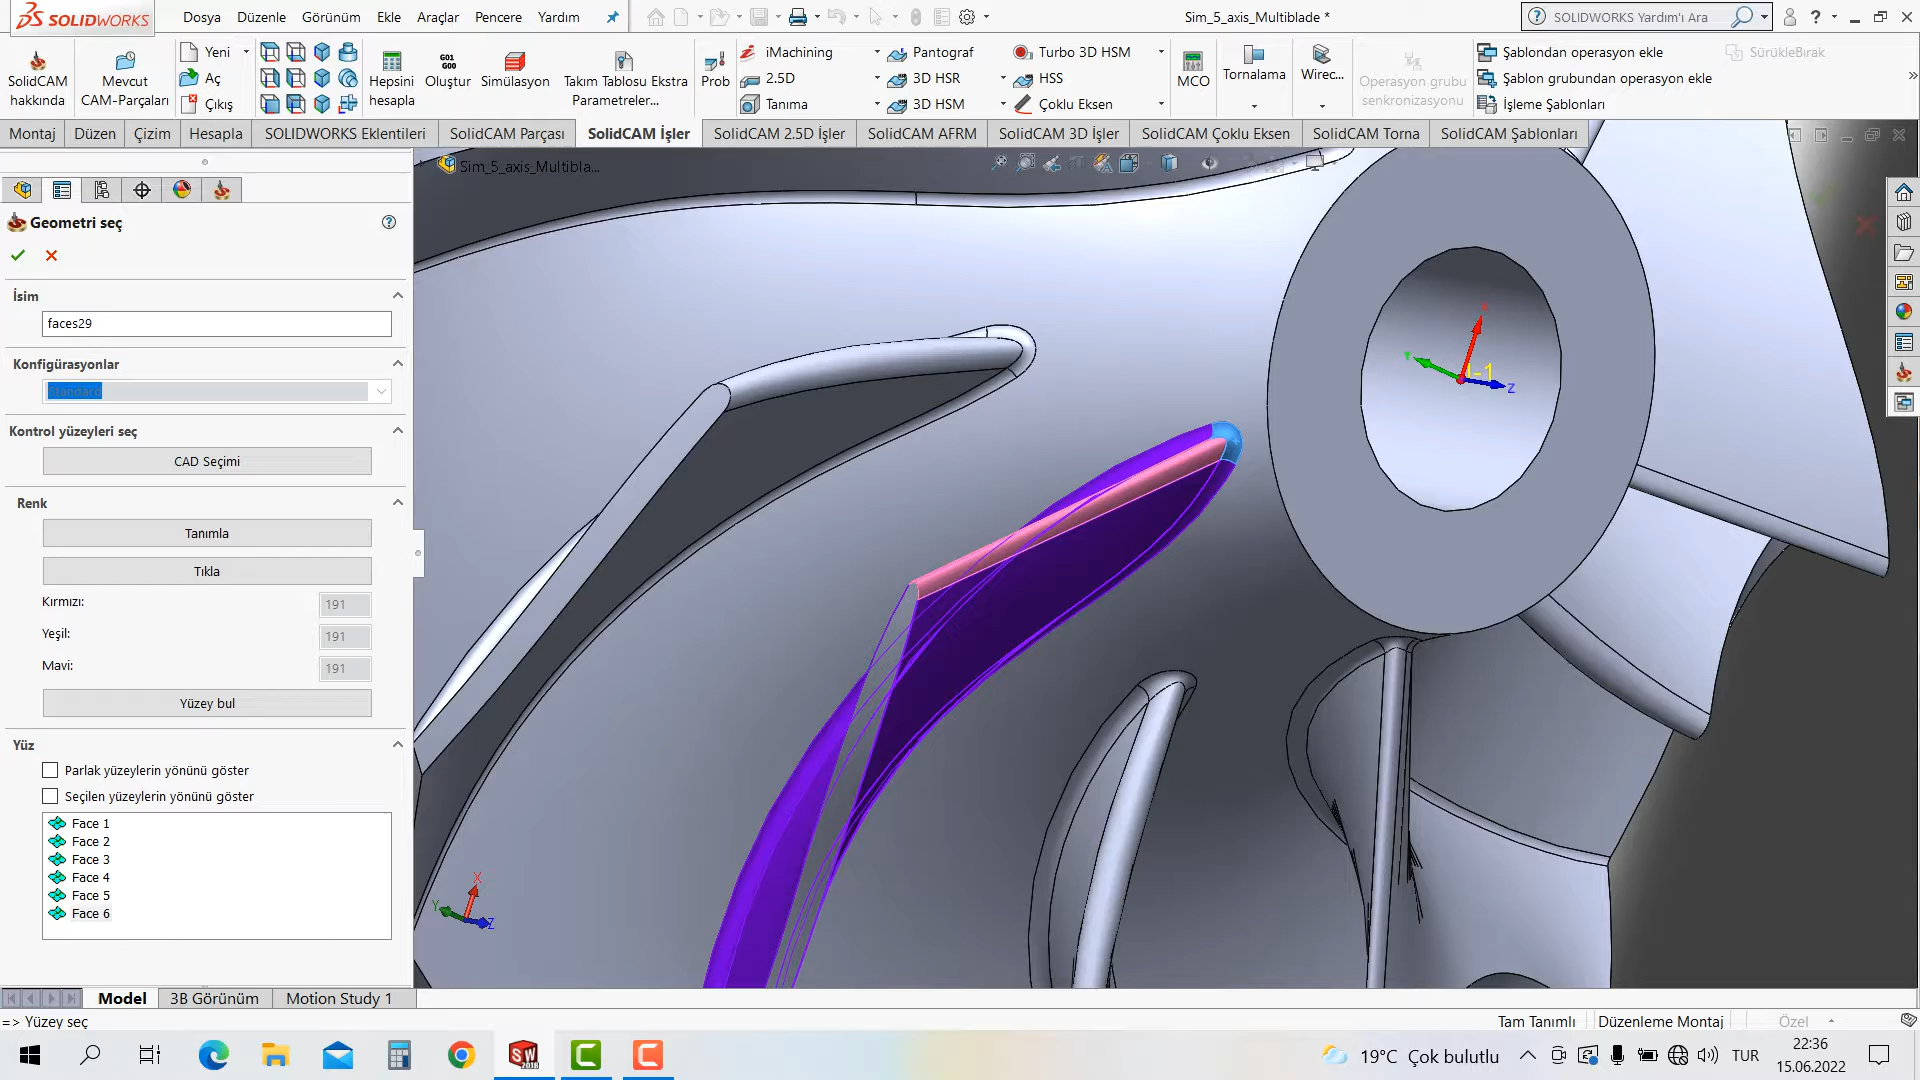 SOLIDWORKS
Dosya Düzenle Görünüm Ekle Araçlar Pencere Yardım
Sim_5_axis_Multiblade *
SOLIDWORKS Yardım'ı Ara
SolidCAM hakkında
Mevcut CAM-Parçaları
Yeni
Aç
Çıkış
Hepsini hesapla
G01
G00
Oluştur
Simülasyon
Takım Tablosu Ekstra Parametreler...
Prob
iMachining
2.5D
Tanıma
Pantograf
3D HSR
3D HSM
Turbo 3D HSM
HSS
Çoklu Eksen
MCO
Tornalama
Wirec...
Operasyon grubu senkronizasyonu
Şablondan operasyon ekle
Şablon grubundan operasyon ekle
İşleme Şablonları
SürükleBırak
Montaj Düzen Çizim Hesapla SOLIDWORKS Eklentileri SolidCAM Parçası SolidCAM İşler SolidCAM 2.5D İşler SolidCAM AFRM SolidCAM 3D İşler SolidCAM Çoklu Eksen SolidCAM Torna SolidCAM Şablonları
Sim_5_axis_Multibla...
Geometri seç
İsim
faces29
Konfigürasyonlar
Standard
Kontrol yüzeyleri seç
CAD Seçimi
Renk
Tanımla
Tıkla
Kırmızı: 191
Yeşil: 191
Mavi: 191
Yüzey bul
Yüz
Parlak yüzeylerin yönünü göster
Seçilen yüzeylerin yönünü göster
Face 1
Face 2
Face 3
Face 4
Face 5
Face 6
X
Y
Z
X
Y
Z
1-1
Model 3B Görünüm Motion Study 1
=> Yüzey seç
Tam Tanımlı Düzenleme Montaj Özel
SW
2018
19°C Çok bulutlu
TUR
22:36
15.06.2022